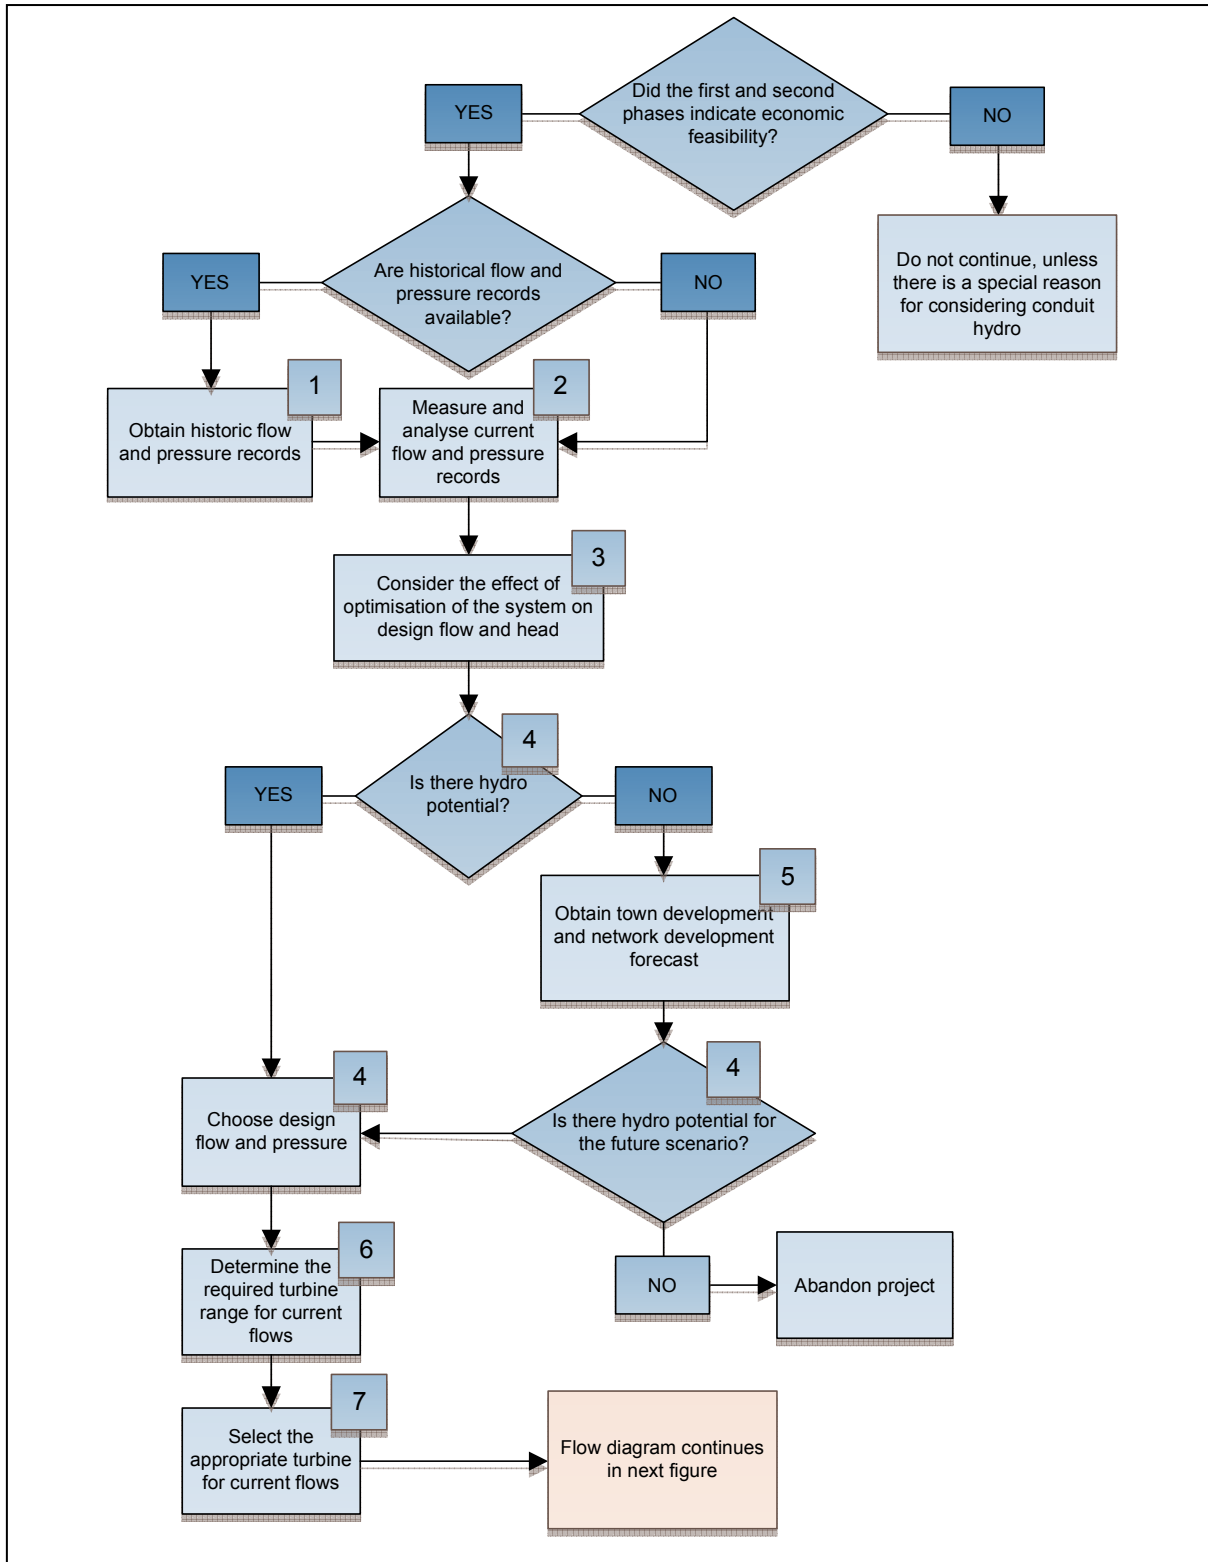 Did the first and second
phases indicate economic
feasibility?
YES
NO
Do not continue, unless
there is a special reason
for considering conduit
hydro
Are historical flow and
pressure records
available?
YES
NO
1
Obtain historic flow
and pressure records
2
Measure and
analyse current
flow and pressure
records
3
Consider the effect of
optimisation of the system on
design flow and head
4
Is there hydro
potential?
YES
NO
5
Obtain town development
and network development
forecast
4
Choose design
flow and pressure
4
Is there hydro potential for
the future scenario?
6
Determine the
required turbine
range for current
flows
NO
Abandon project
7
Select the
appropriate turbine
for current flows
Flow diagram continues
in next figure